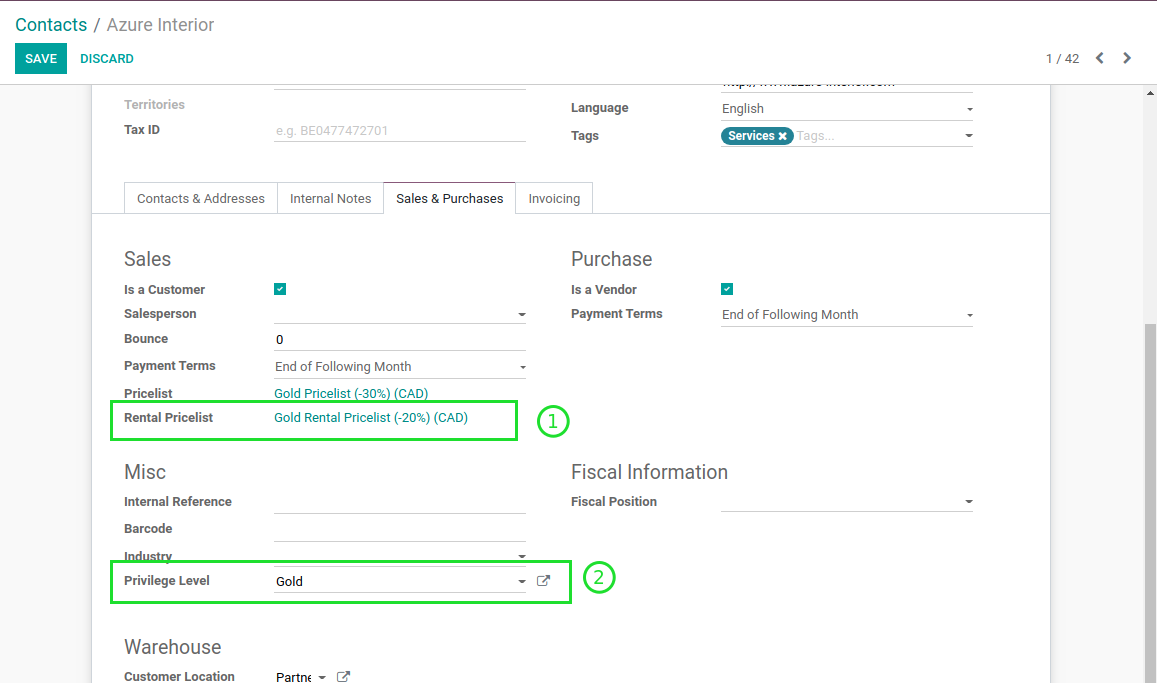 Contacts / Azure Interior
SAVE DISCARD 1 / 42
Territories
Language English
Tax ID e.g. BE0477472701
Tags Services ✖ Tags...
Contacts & Addresses Internal Notes Sales & Purchases Invoicing
Sales Purchase
Is a Customer Is a Vendor
Salesperson Payment Terms End of Following Month
Bounce 0
Payment Terms End of Following Month
Pricelist Gold Pricelist (-30%) (CAD)
Rental Pricelist Gold Rental Pricelist (-20%) (CAD) 1
Misc Fiscal Information
Internal Reference Fiscal Position
Barcode
Industry
Privilege Level Gold 2
Warehouse
Customer Location Partne